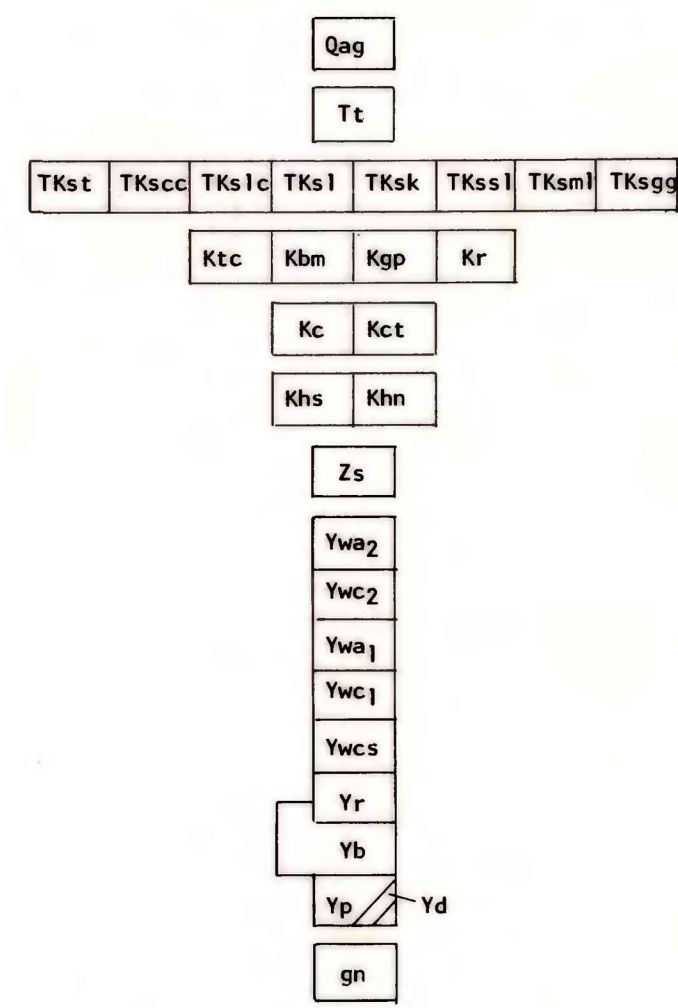 Qag
Tt
TKst TKscc TKslc TKsl TKsk TKssl TKsml TKsgg
Ktc Kbm Kgp Kr
Kc Kct
Khs Khn
Zs
Ywa2
Ywc2
Ywa1
Ywc1
Ywcs
Yr
Yb
Yp Yd
gn